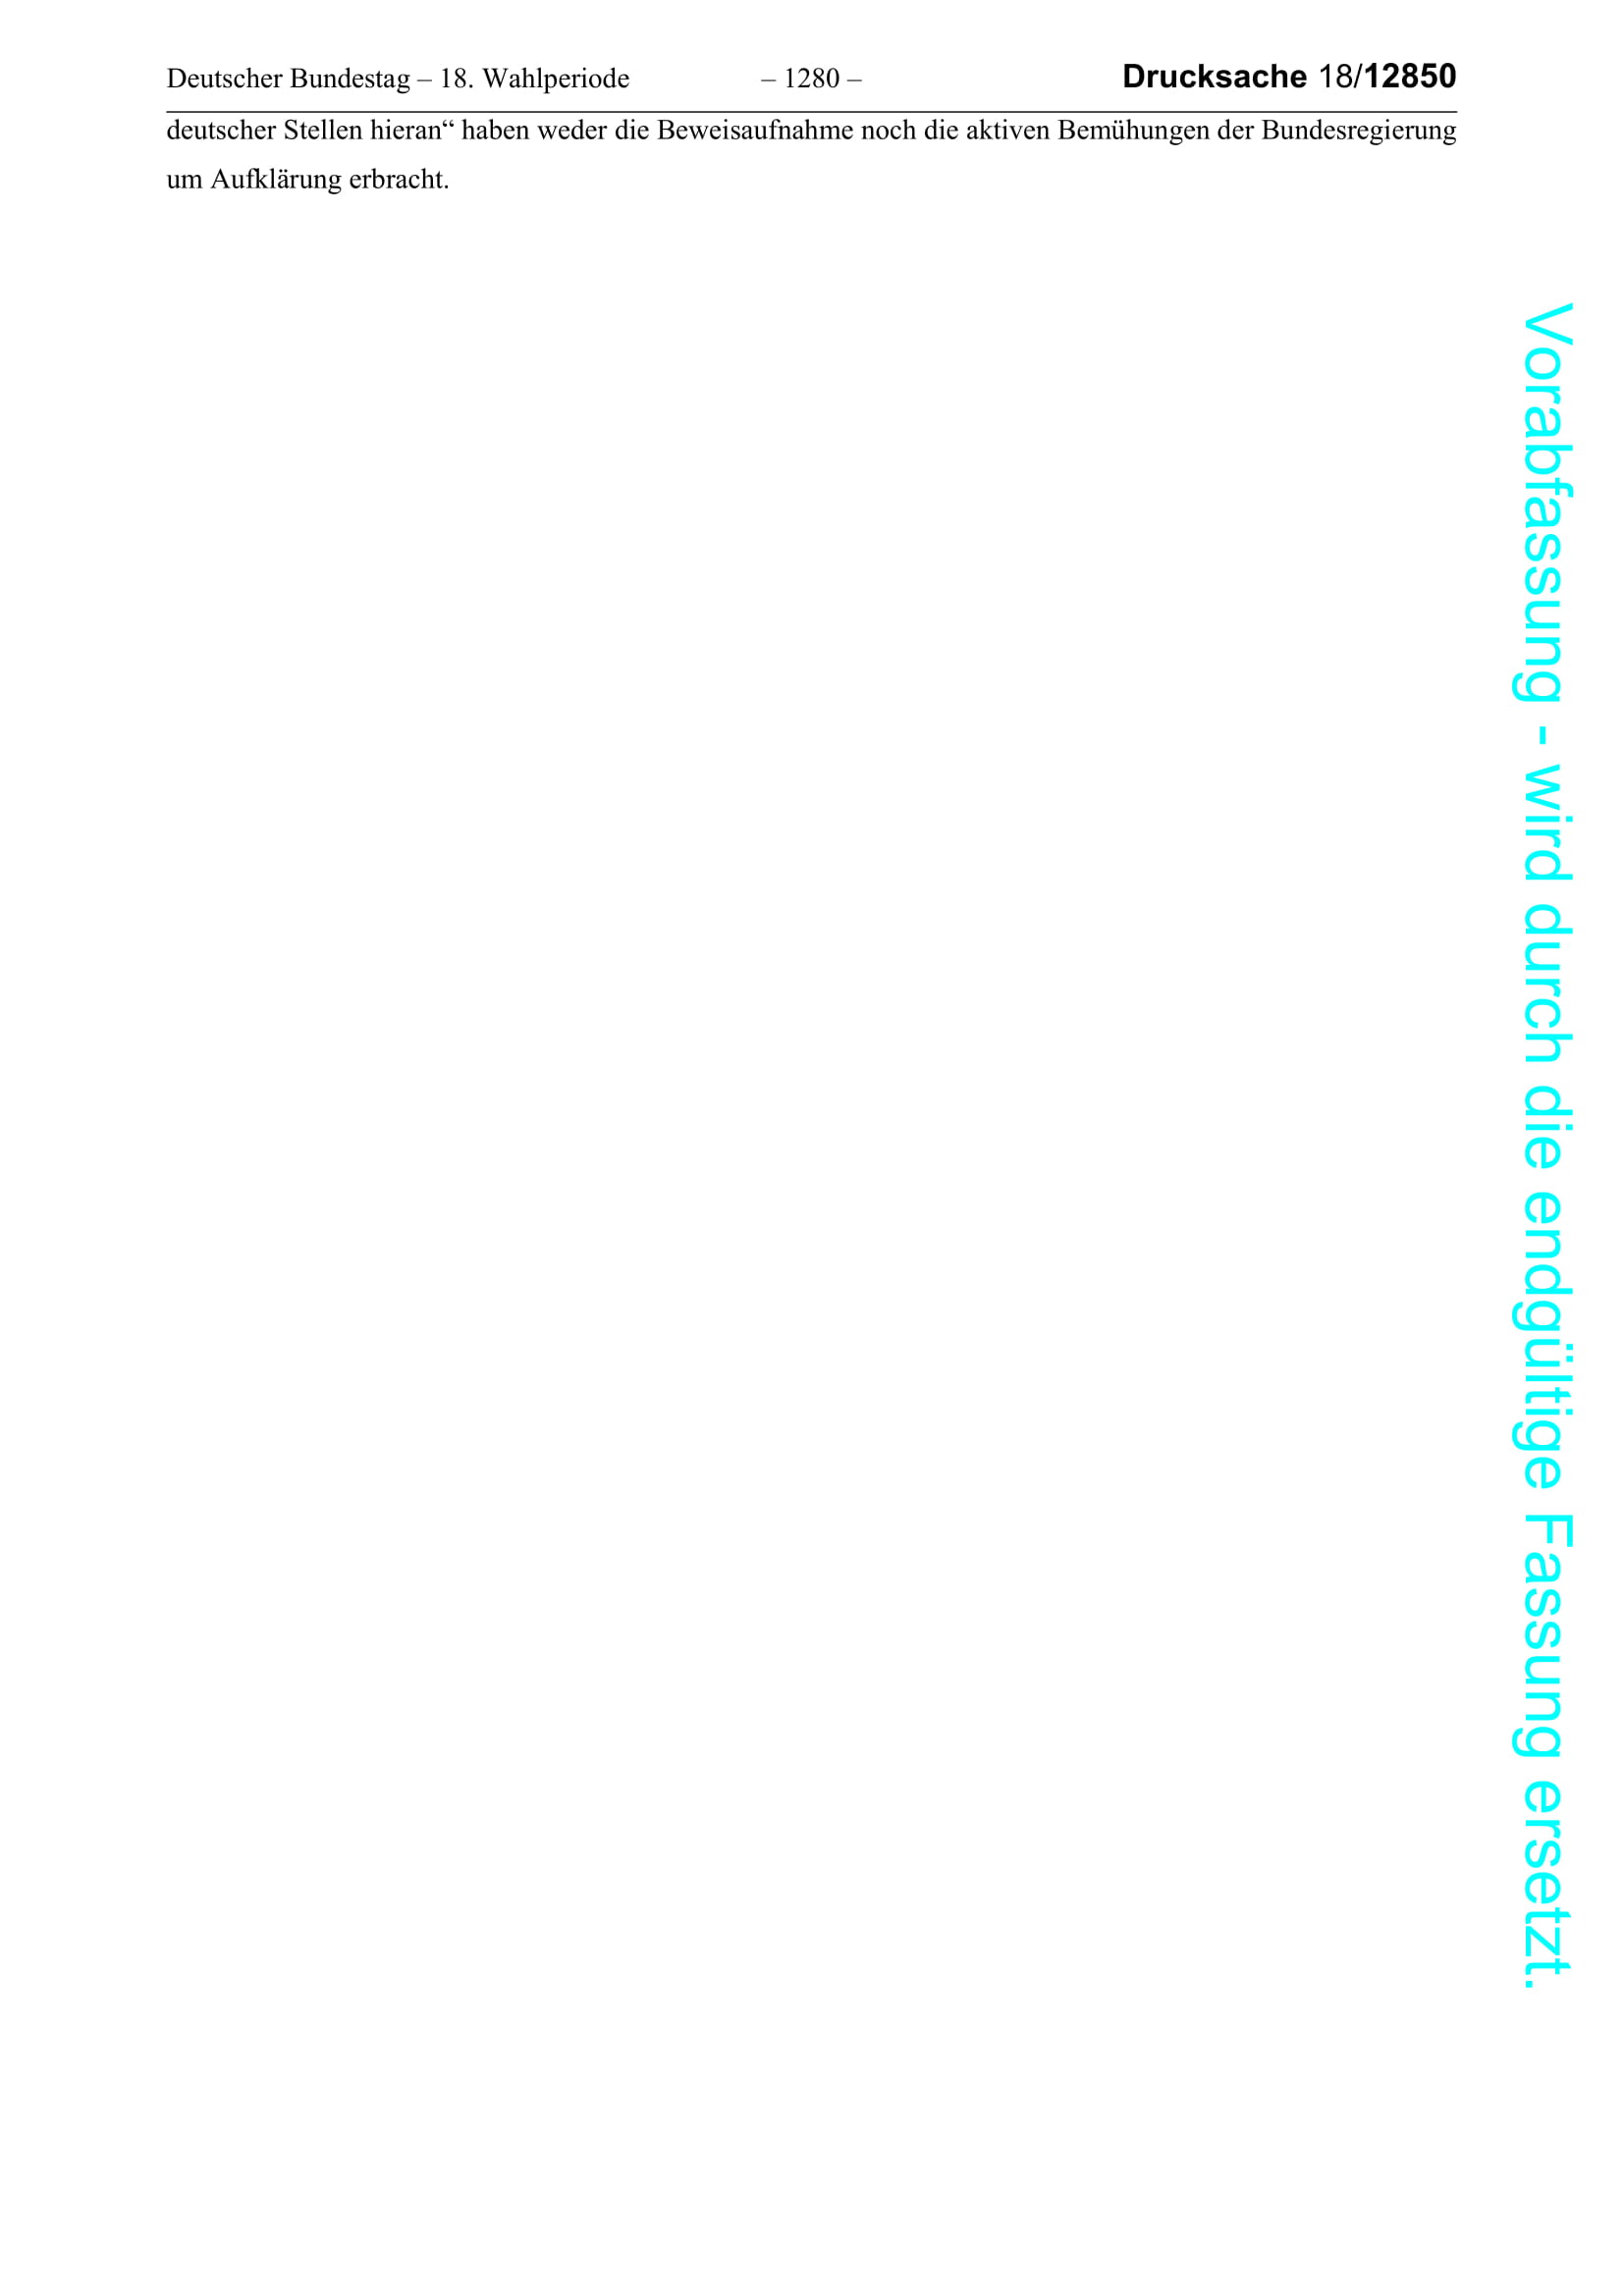 Deutscher Bundestag – 18. Wahlperiode – 1280 – Drucksache 18/12850
deutscher Stellen hieran“ haben weder die Beweisaufnahme noch die aktiven Bemühungen der Bundesregierung
um Aufklärung erbracht.
Vorabfassung - wird durch die endgültige Fassung ersetzt.